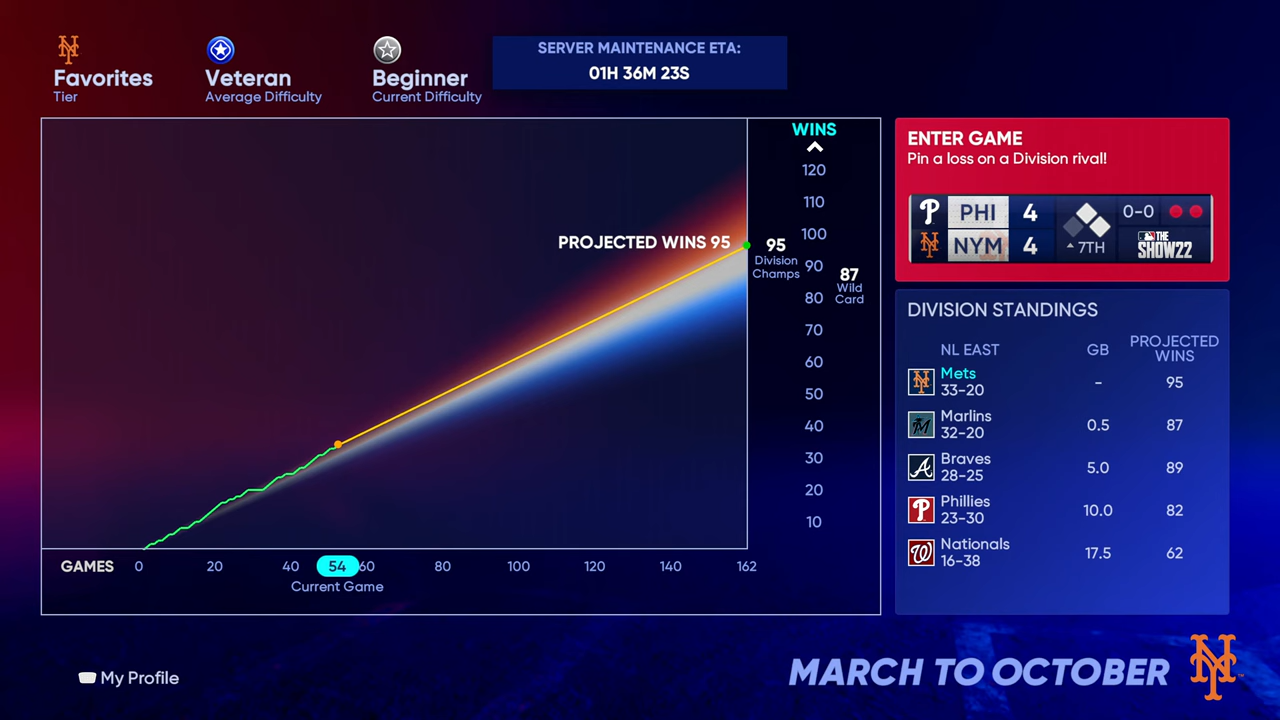 Favorites
Tier
Veteran
Average Difficulty
Beginner
Current Difficulty
SERVER MAINTENANCE ETA:
01H 36M 23S
WINS
120
110
100
90
80
70
60
50
40
30
20
10
PROJECTED WINS 95
95
Division
Champs
87
Wild
Card
GAMES 0 20 40 54 60 80 100 120 140 162
Current Game
ENTER GAME
Pin a loss on a Division rival!
P PHI 4 0-0
NY NYM 4 7TH MLB THE SHOW22
DIVISION STANDINGS
NL EAST GB PROJECTED WINS
Mets
33-20 - 95
Marlins
32-20 0.5 87
Braves
28-25 5.0 89
Phillies
23-30 10.0 82
Nationals
16-38 17.5 62
My Profile
MARCH TO OCTOBER NY